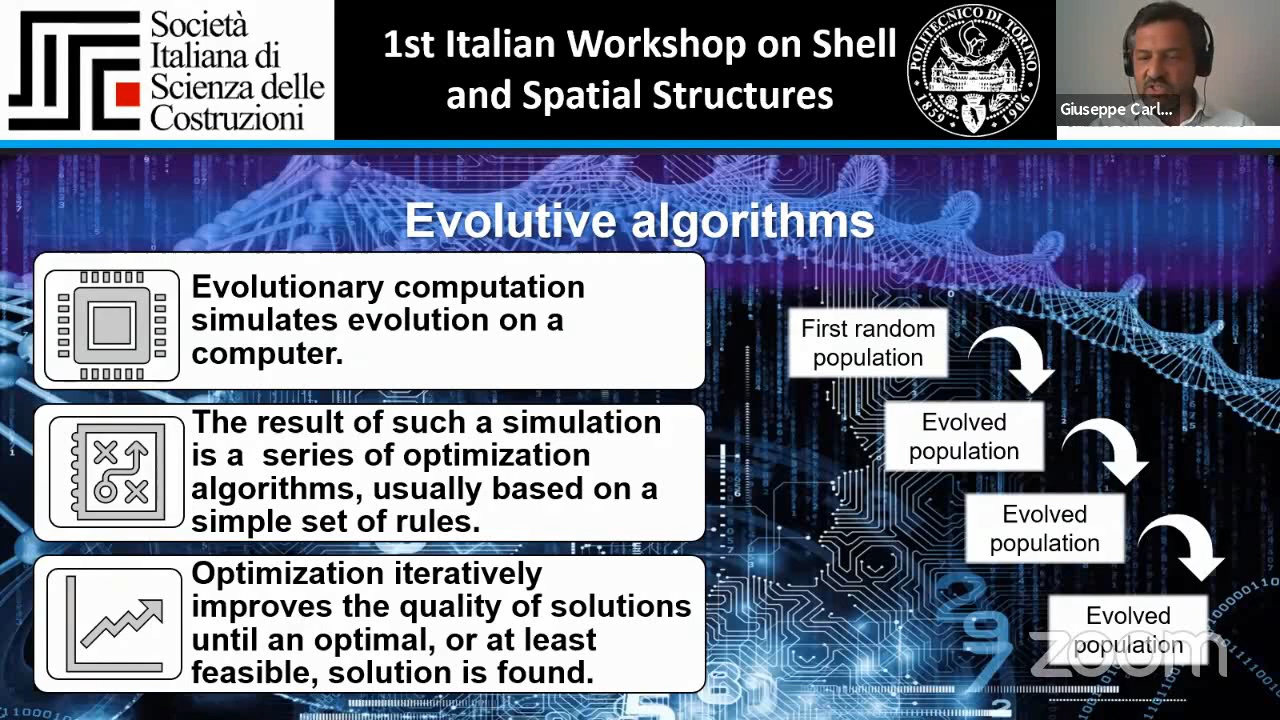 Società
Italiana di
Scienza delle
Costruzioni
1st Italian Workshop on Shell
and Spatial Structures
POLITECNICO DI TORINO
1859 1906
Giuseppe Carl...
Evolutive algorithms
Evolutionary computation
simulates evolution on a
computer.
The result of such a simulation
is a series of optimization
algorithms, usually based on a
simple set of rules.
Optimization iteratively
improves the quality of solutions
until an optimal, or at least
feasible, solution is found.
First random
population
Evolved
population
Evolved
population
Evolved
population
zoom